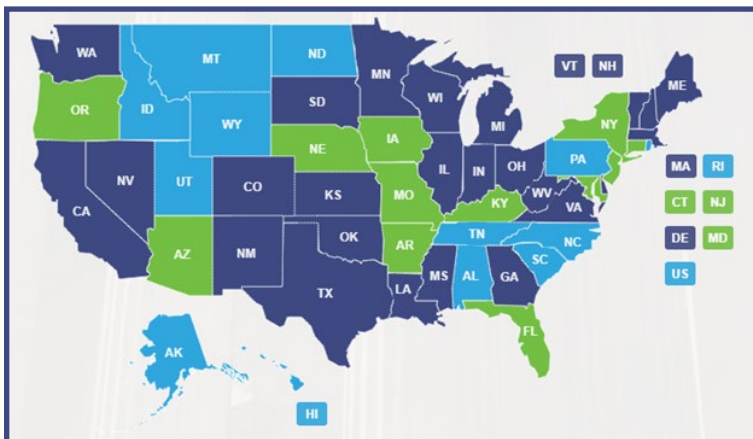 WA
MT
ND
MN
VT NH
ME
OR
ID
SD
WI
WY
MI
NY
IA
NE
PA
NV
UT
CO
IL
IN
OH
MA RI
CA
KS
MO
WV
VA
KY
CT NJ
AZ
NM
OK
AR
TN
NC
DE MD
SC
TX
LA
MS
AL
GA
US
FL
AK
HI